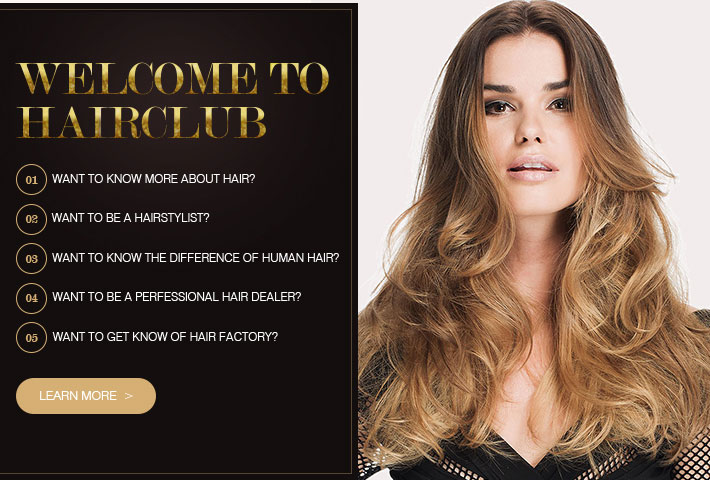 WELCOME TO
HAIRCLUB
01 WANT TO KNOW MORE ABOUT HAIR?
02 WANT TO BE A HAIRSTYLIST?
03 WANT TO KNOW THE DIFFERENCE OF HUMAN HAIR?
04 WANT TO BE A PERFESSIONAL HAIR DEALER?
05 WANT TO GET KNOW OF HAIR FACTORY?
LEARN MORE >